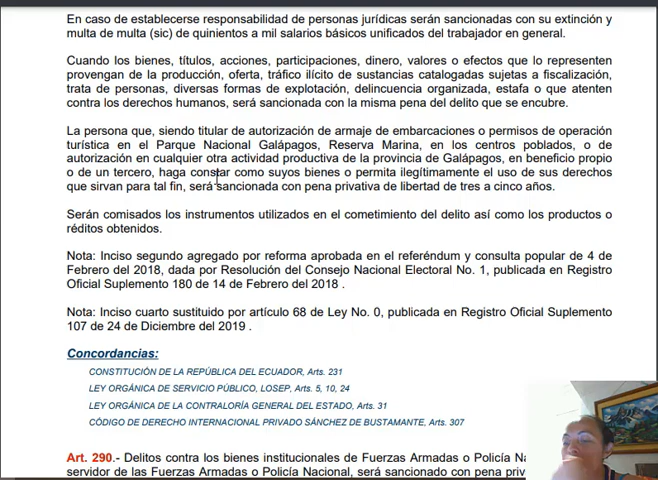 En caso de establecerse responsabilidad de personas jurídicas serán sancionadas con su extinción y
multa de multa (sic) de quinientos a mil salarios básicos unificados del trabajador en general.
Cuando los bienes, títulos, acciones, participaciones, dinero, valores o efectos que lo representen
provengan de la producción, oferta, tráfico ilícito de sustancias catalogadas sujetas a fiscalización,
trata de personas, diversas formas de explotación, delincuencia organizada, estafa o que atenten
contra los derechos humanos, será sancionada con la misma pena del delito que se encubre.
La persona que, siendo titular de autorización de armaje de embarcaciones o permisos de operación
turística en el Parque Nacional Galápagos, Reserva Marina, en los centros poblados, o de
autorización en cualquier otra actividad productiva de la provincia de Galápagos, en beneficio propio
o de un tercero, haga constar como suyos bienes o permita ilegítimamente el uso de sus derechos
que sirvan para tal fin, será sancionada con pena privativa de libertad de tres a cinco años.
Serán comisados los instrumentos utilizados en el cometimiento del delito así como los productos o
réditos obtenidos.
Nota: Inciso segundo agregado por reforma aprobada en el referéndum y consulta popular de 4 de
Febrero del 2018, dada por Resolución del Consejo Nacional Electoral No. 1, publicada en Registro
Oficial Suplemento 180 de 14 de Febrero del 2018 .
Nota: Inciso cuarto sustituido por artículo 68 de Ley No. 0, publicada en Registro Oficial Suplemento
107 de 24 de Diciembre del 2019 .
Concordancias:
CONSTITUCIÓN DE LA REPÚBLICA DEL ECUADOR, Arts. 231
LEY ORGÁNICA DE SERVICIO PÚBLICO, LOSEP, Arts. 5, 10, 24
LEY ORGÁNICA DE LA CONTRALORÍA GENERAL DEL ESTADO, Arts. 31
CÓDIGO DE DERECHO INTERNACIONAL PRIVADO SÁNCHEZ DE BUSTAMANTE, Arts. 307
Art. 290.- Delitos contra los bienes institucionales de Fuerzas Armadas o Policía Na
servidor de las Fuerzas Armadas o Policía Nacional, será sancionado con pena priv